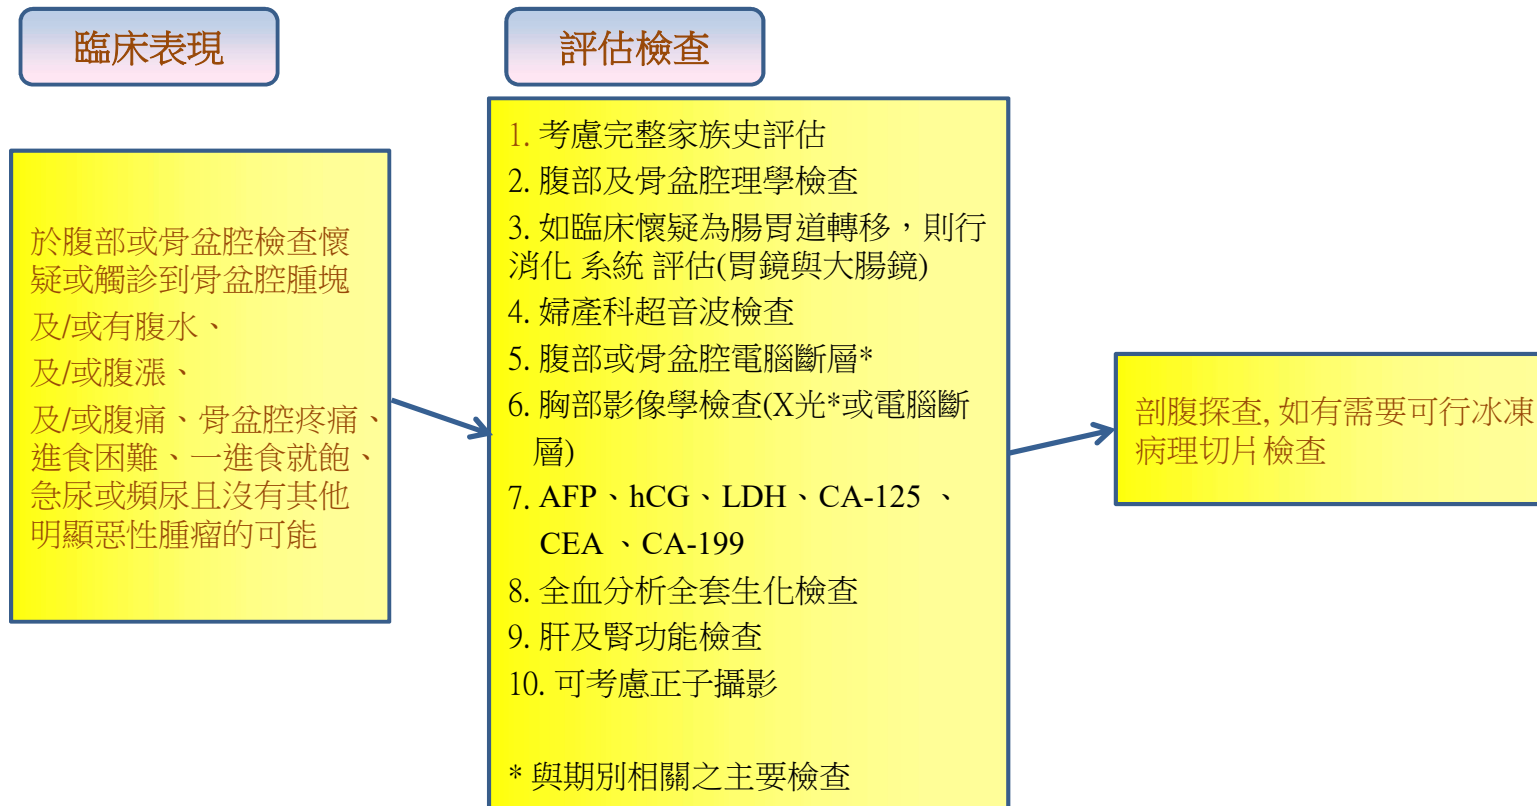 臨床表現
評估檢查
於腹部或骨盆腔檢查懷
疑或觸診到骨盆腔腫塊
及/或有腹水、
及/或腹漲、
及/或腹痛、骨盆腔疼痛、
進食困難、一進食就飽、
急尿或頻尿且沒有其他
明顯惡性腫瘤的可能
1. 考慮完整家族史評估
2. 腹部及骨盆腔理學檢查
3. 如臨床懷疑為腸胃道轉移，則行
消化 系統 評估(胃鏡與大腸鏡)
4. 婦產科超音波檢查
5. 腹部或骨盆腔電腦斷層*
6. 胸部影像學檢查(X光*或電腦斷
層)
7. AFP、hCG、LDH、CA-125 、
CEA 、CA-199
8. 全血分析全套生化檢查
9. 肝及腎功能檢查
10. 可考慮正子攝影
* 與期別相關之主要檢查
剖腹探查, 如有需要可行冰凍
病理切片檢查